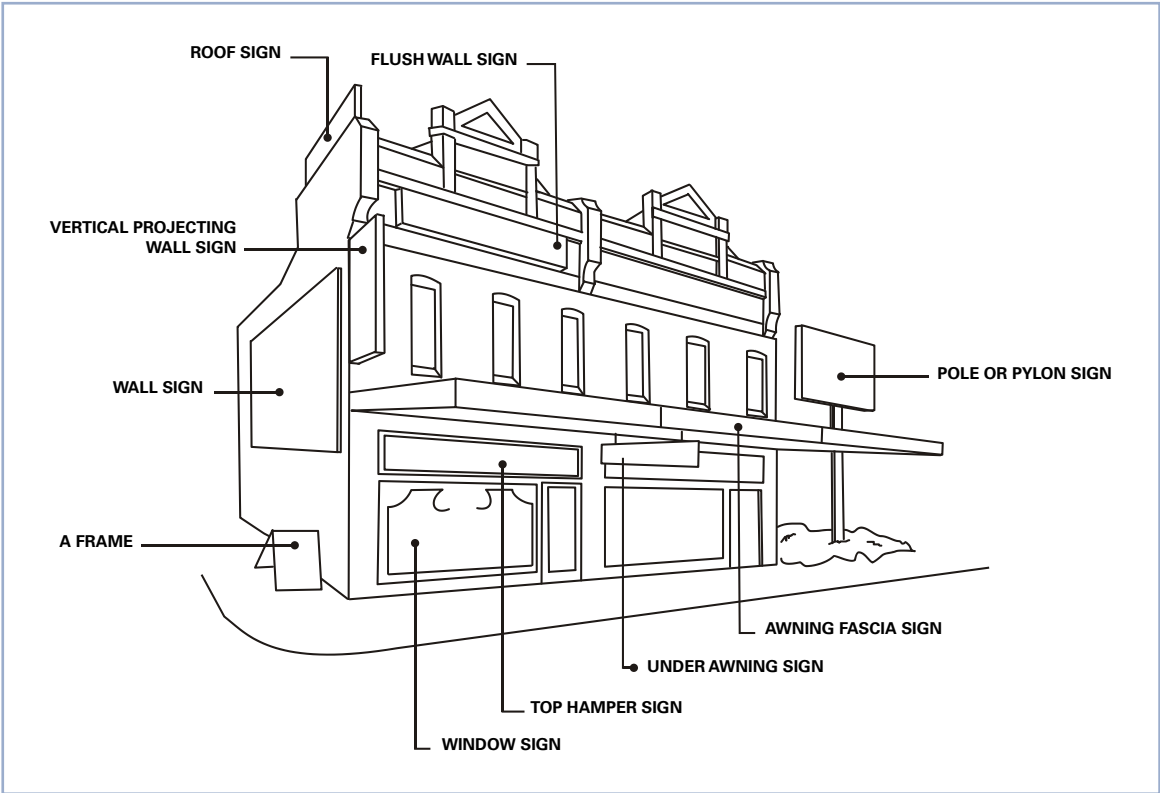 ROOF SIGN
FLUSH WALL SIGN
VERTICAL PROJECTING
WALL SIGN
WALL SIGN
POLE OR PYLON SIGN
A FRAME
AWNING FASCIA SIGN
UNDER AWNING SIGN
TOP HAMPER SIGN
WINDOW SIGN